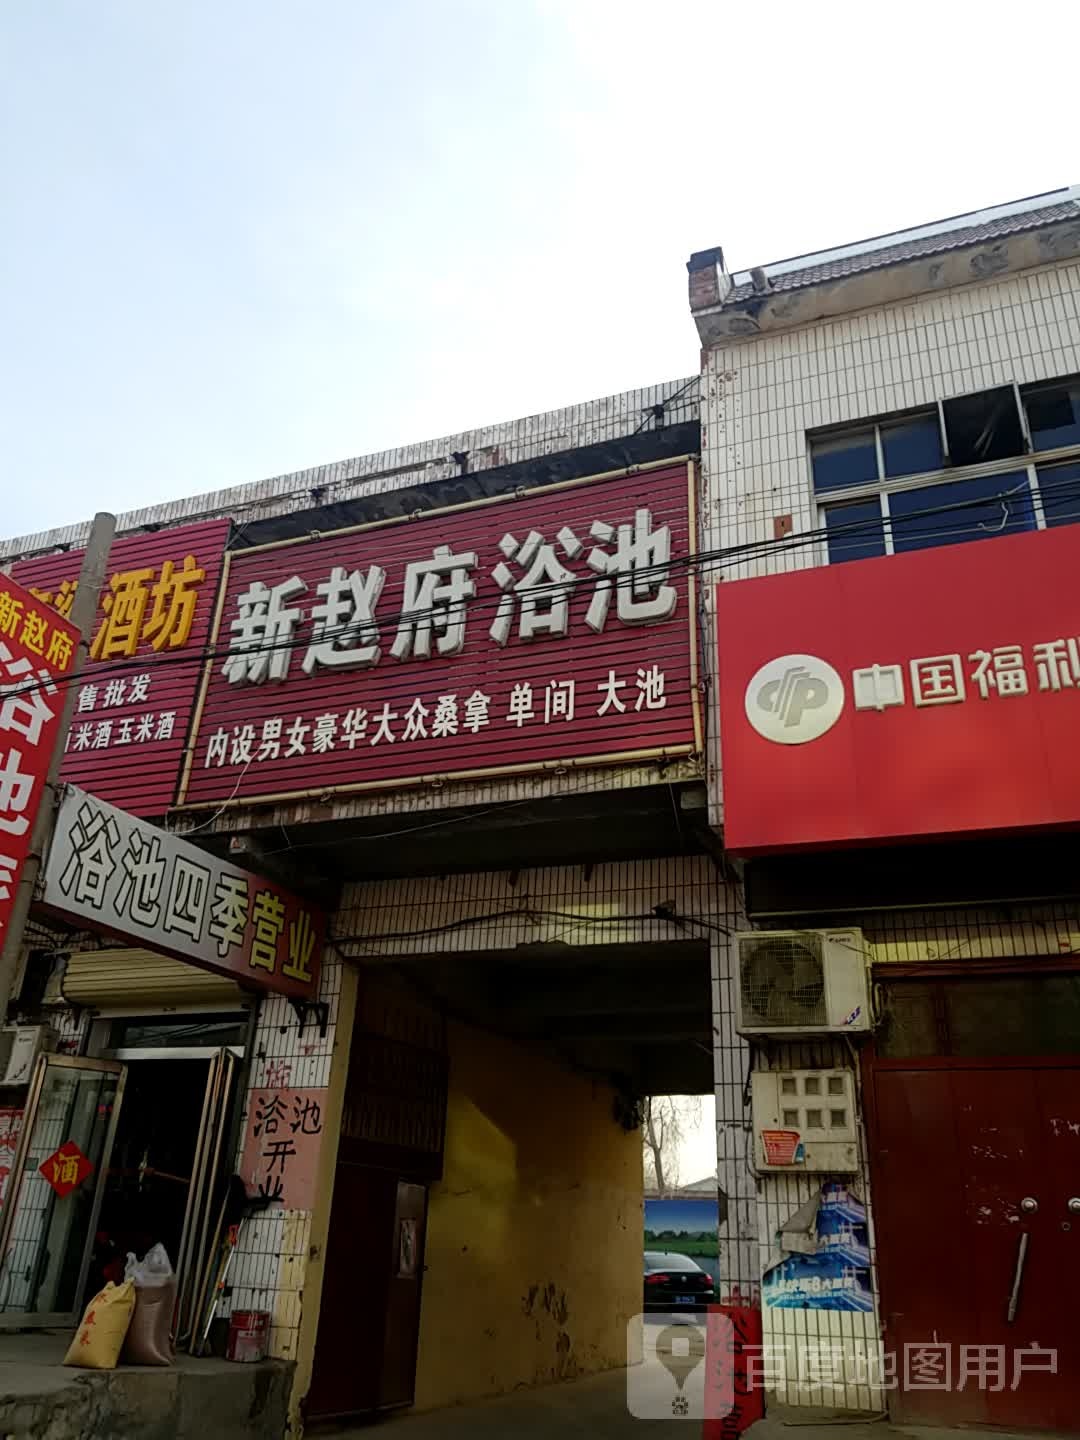 酒坊
售批发
米酒玉米酒
新赵府浴池
内设男女豪华大众桑拿 单间 大池
中国福利
新赵府
浴池
浴池四季营业
浴池
开
业
酒
百度地图用户